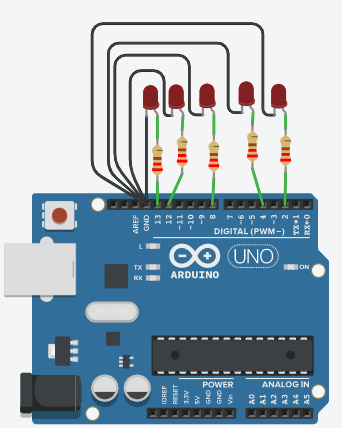 AREF
GND
13
12
~11
~10
~9
8
7
~6
~5
4
~3
2
TX→1
RX←0
DIGITAL (PWM~)
L
TX
RX
ARDUINO
UNO
ON
IOREF
RESET
3.3V
5V
GND
GND
Vin
POWER
A0
A1
A2
A3
A4
A5
ANALOG IN